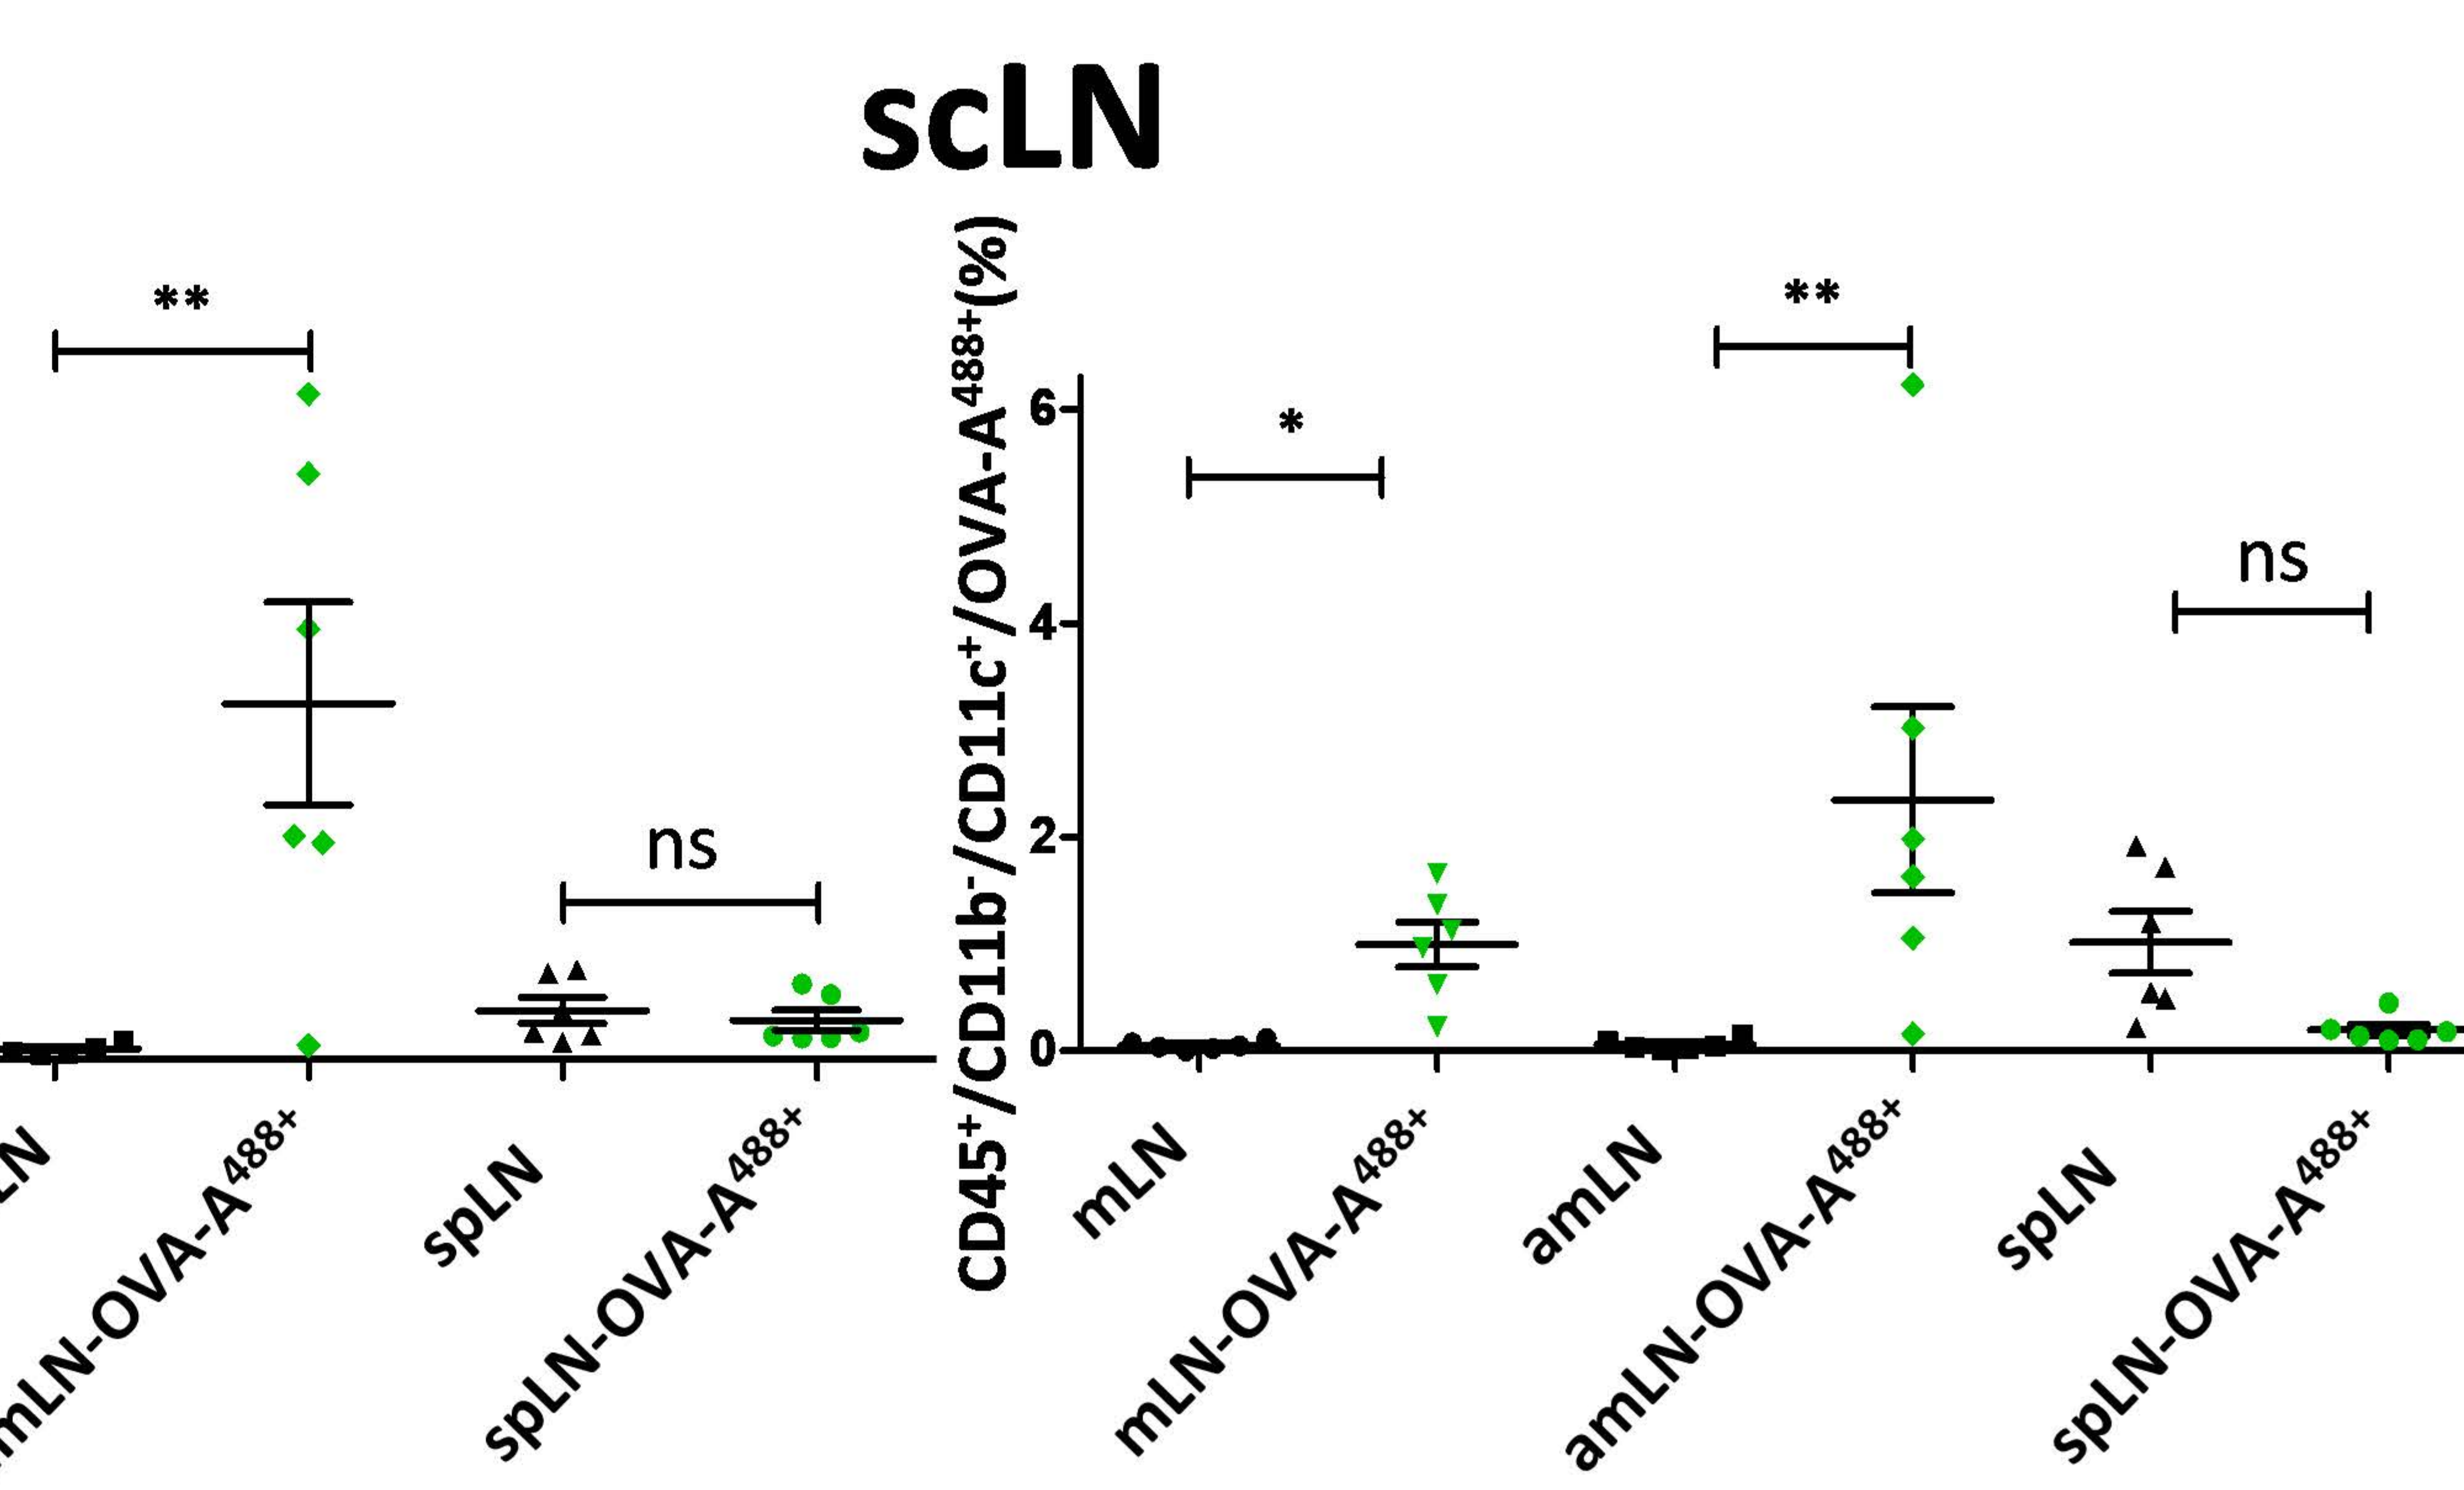 scLN
**
ns
LN
mLN-OVA-A488+
spLN
spLN-OVA-A488+
CD45+/CD11b-/CD11c+/OVA-A488+(%)
6
4
2
0
*
**
ns
mLN
mLN-OVA-A488+
amLN
amLN-OVA-A488+
spLN
spLN-OVA-A488+